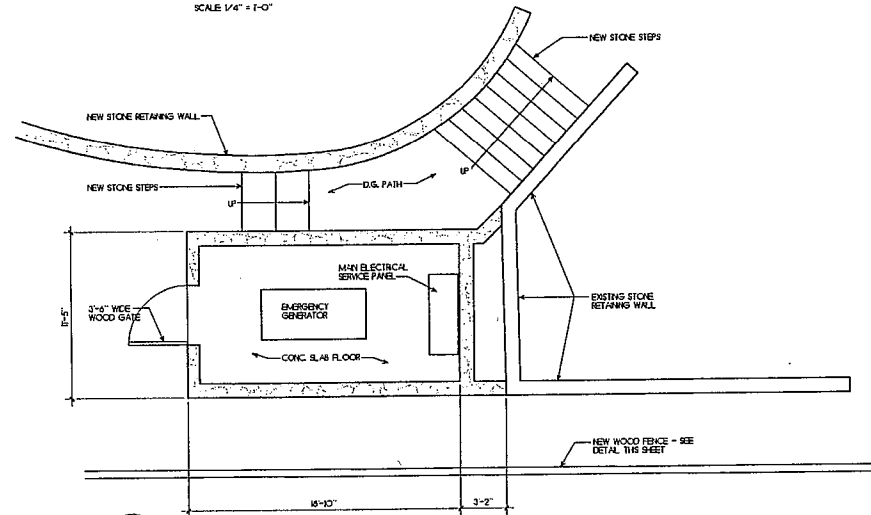 SCALE 1/4" = 1'-0"
NEW STONE STEPS
NEW STONE RETAINING WALL
UP
NEW STONE STEPS
D.G. PATH
UP
MAIN ELECTRICAL
SERVICE PANEL
3'-6" WIDE
WOOD GATE
EMERGENCY
GENERATOR
EXISTING STONE
RETAINING WALL
11'-5"
CONC. SLAB FLOOR
NEW WOOD FENCE - SEE
DETAIL THIS SHEET
18'-10"
3'-2"